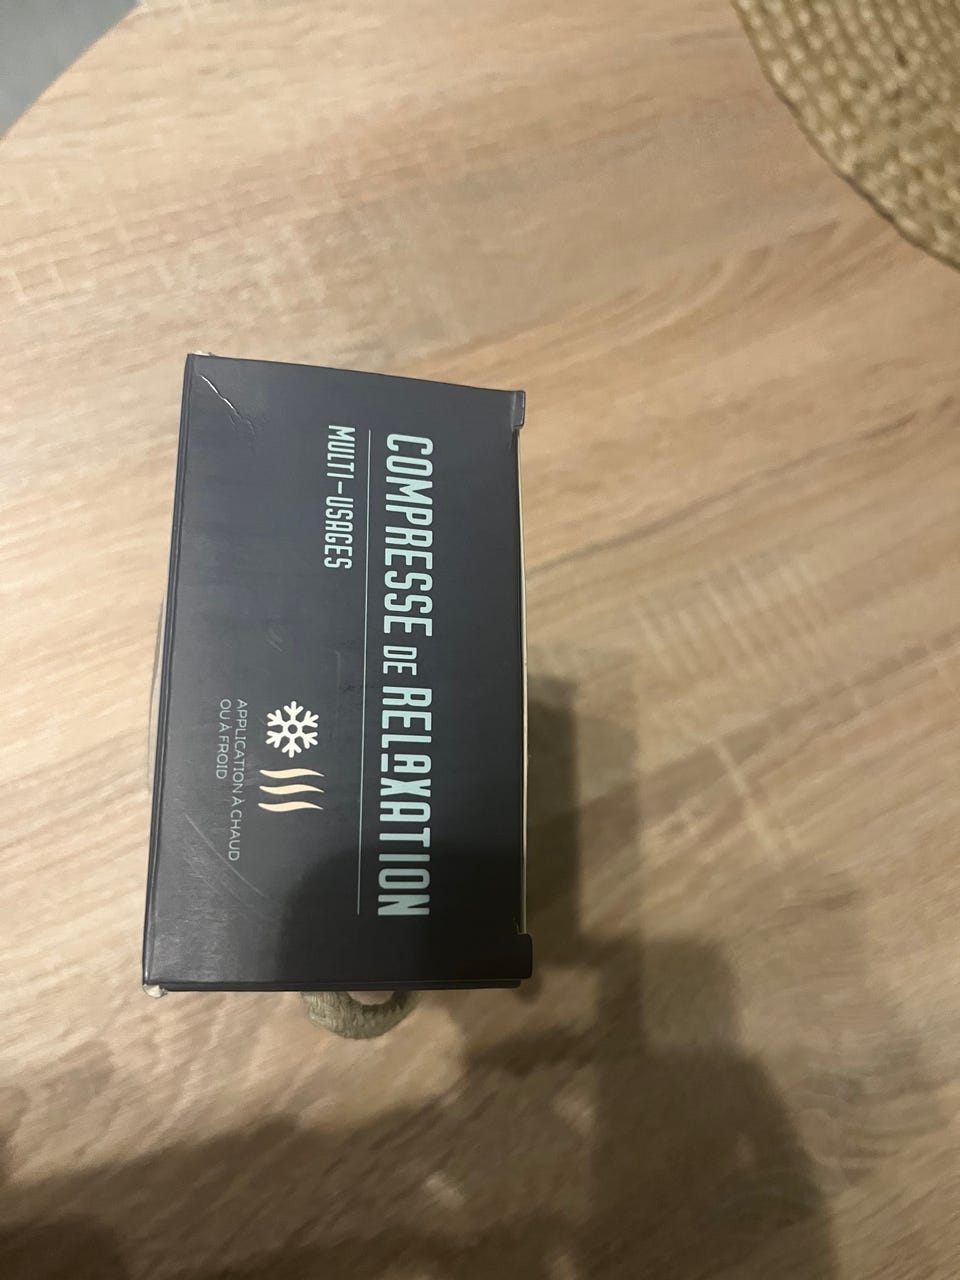 COMPRESSE DE RELAXATION
MULTI-USAGES
APPLICATION À CHAUD
OU À FROID